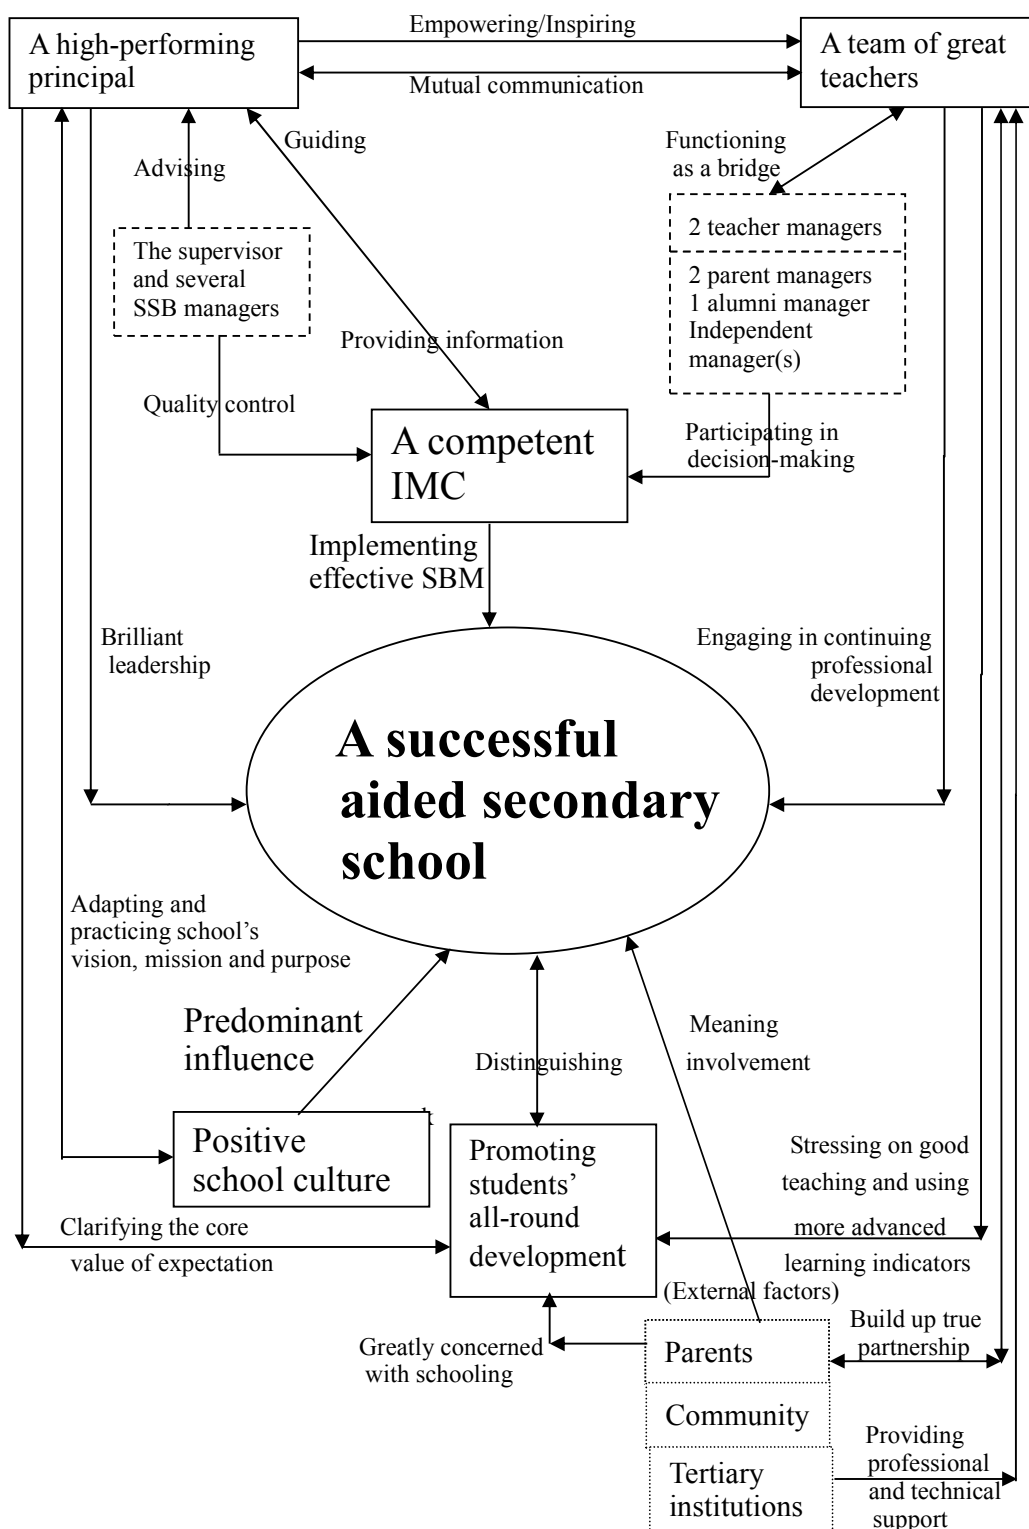 Empowering/Inspiring
A high-performing
principal
A team of great
teachers
Mutual communication
Guiding
Advising
Functioning
as a bridge
The supervisor
and several
SSB managers
2 teacher managers
2 parent managers
1 alumni manager
Independent
manager(s)
Providing information
Quality control
A competent
IMC
Participating in
decision-making
Implementing
effective SBM
Brilliant
leadership
Engaging in continuing
professional
development
A successful
aided secondary
school
Adapting and
practicing school’s
vision, mission and purpose
Predominant
influence
Meaning
involvement
Distinguishing
Positive
school culture
Promoting
students’
all-round
development
Stressing on good
teaching and using
more advanced
learning indicators
Clarifying the core
value of expectation
(External factors)
Greatly concerned
with schooling
Parents
Build up true
partnership
Community
Tertiary
institutions
Providing
professional
and technical
support